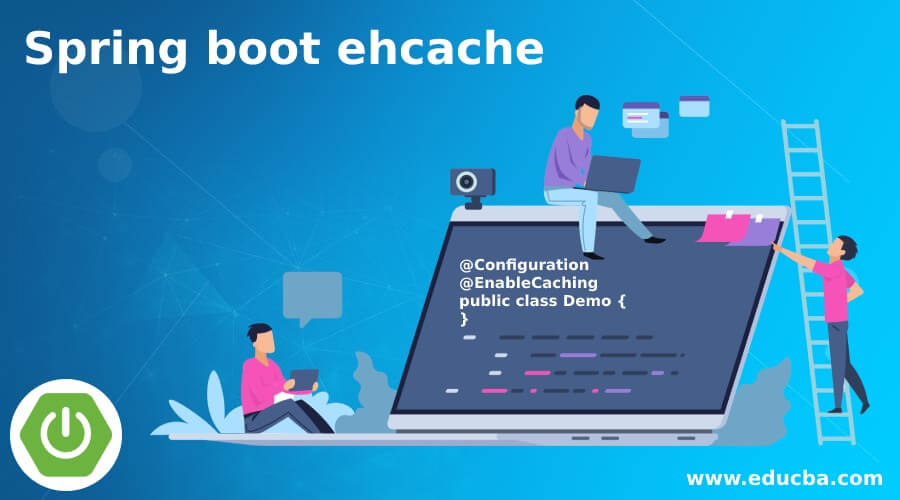 Spring boot ehcache
@Configuration
@EnableCaching
public class Demo {
}
www.educba.com